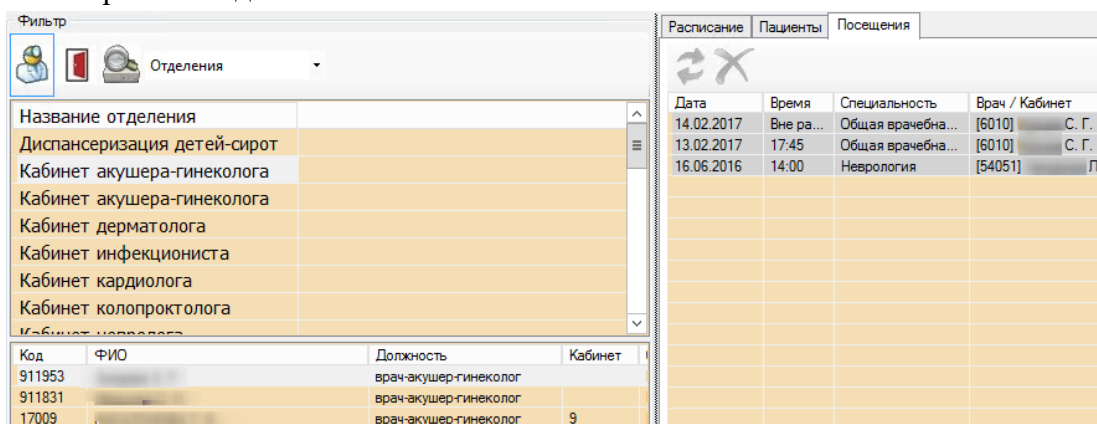 Фильтр
Отделения
Название отделения
Диспансеризация детей-сирот
Кабинет акушера-гинеколога
Кабинет акушера-гинеколога
Кабинет дерматолога
Кабинет инфекциониста
Кабинет кардиолога
Кабинет колопроктолога
Код ФИО Должность Кабинет
911953 врач-акушер-гинеколог
911831 врач-акушер-гинеколог
17009 врач-акушер-гинеколог 9
Расписание Пациенты Посещения
Дата Время Специальность Врач / Кабинет
14.02.2017 Вне ра... Общая врачебна... [6010] С. Г.
13.02.2017 17:45 Общая врачебна... [6010] С. Г.
16.06.2016 14:00 Неврология [54051] Л